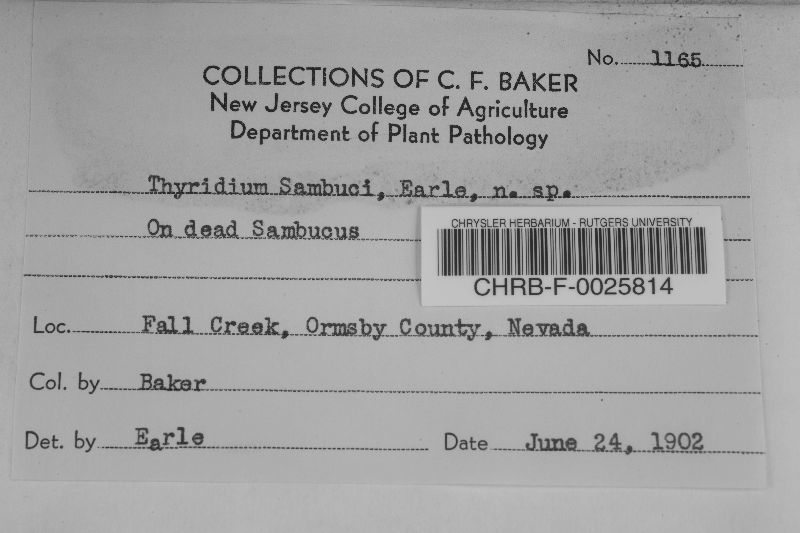 No. 1165
COLLECTIONS OF C. F. BAKER
New Jersey College of Agriculture
Department of Plant Pathology
Thyridium Sambuci, Earle, n. sp.
On dead Sambucus
CHRYSLER HERBARIUM - RUTGERS UNIVERSITY
CHRB-F-0025814
Loc. Fall Creek, Ormsby County, Nevada
Col. by Baker
Det. by Earle Date June 24, 1902